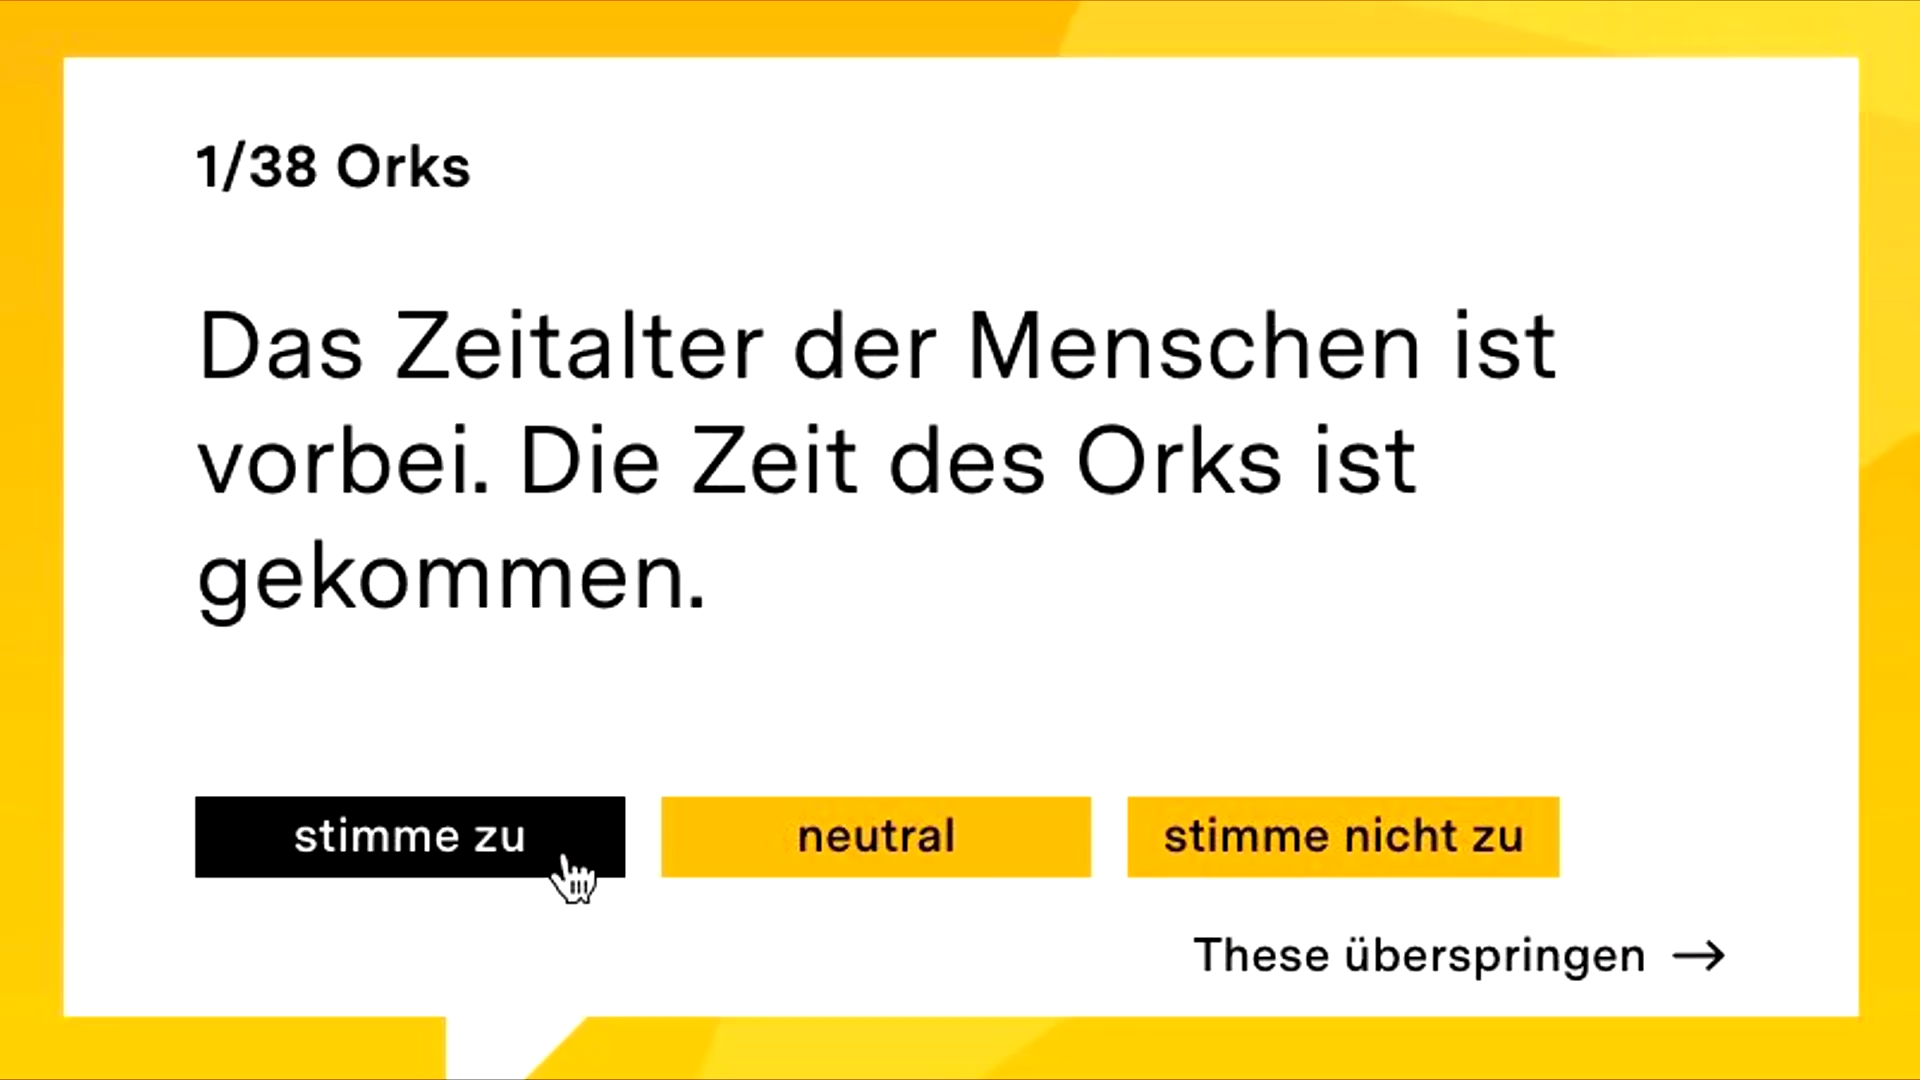 1/38 Orks
Das Zeitalter der Menschen ist
vorbei. Die Zeit des Orks ist
gekommen.
stimme zu
neutral
stimme nicht zu
These überspringen →